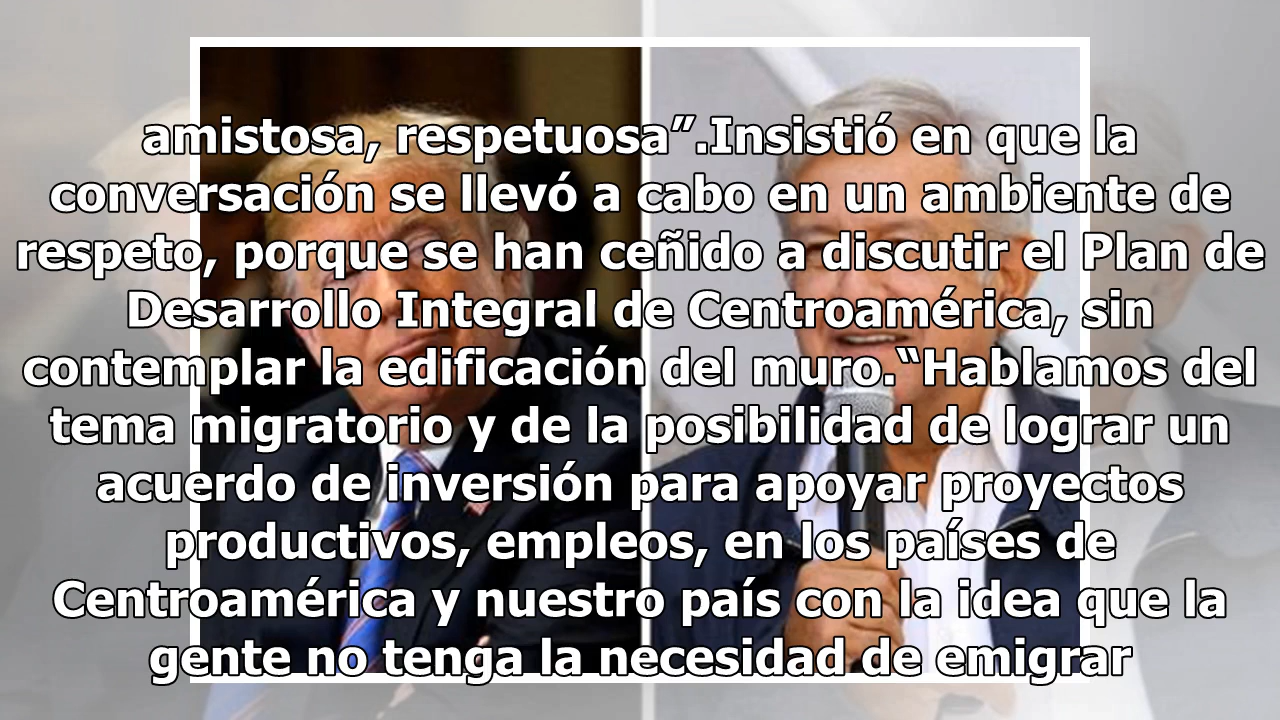 amistosa, respetuosa”.Insistió en que la
conversación se llevó a cabo en un ambiente de
respeto, porque se han ceñido a discutir el Plan de
Desarrollo Integral de Centroamérica, sin
contemplar la edificación del muro.“Hablamos del
tema migratorio y de la posibilidad de lograr un
acuerdo de inversión para apoyar proyectos
productivos, empleos, en los países de
Centroamérica y nuestro país con la idea que la
gente no tenga la necesidad de emigrar